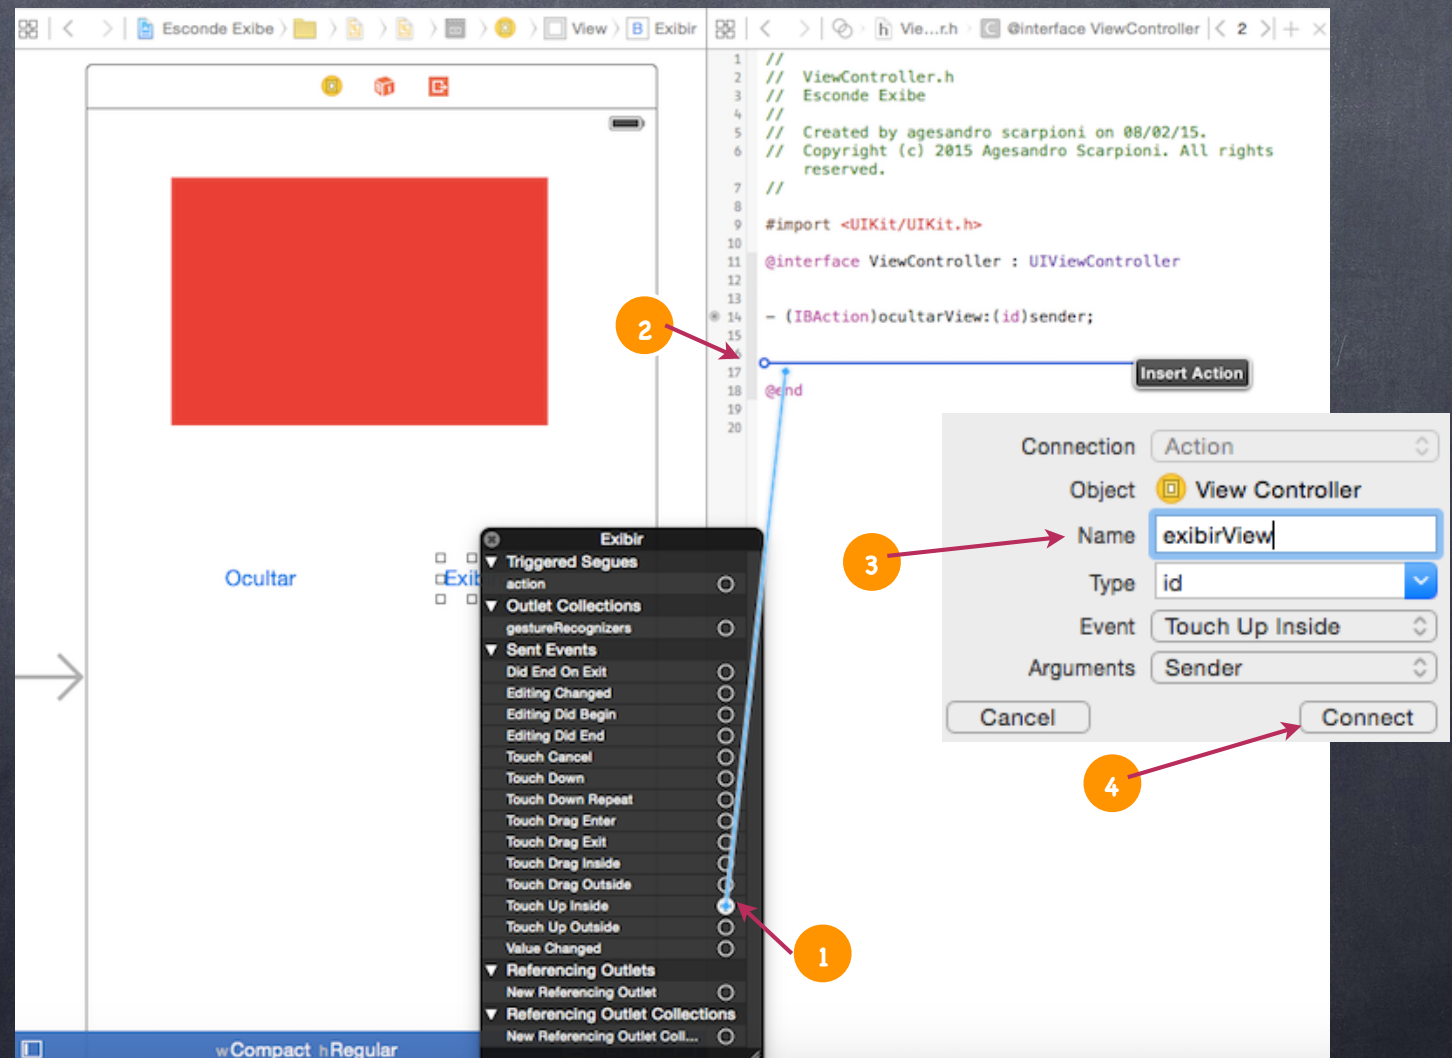 Esconde Exibe
View
B Exibir
h Vie...r.h
C @interface ViewController
2
1 //
2 // ViewController.h
3 // Esconde Exibe
4 //
5 // Created by agesandro scarpioni on 08/02/15.
6 // Copyright (c) 2015 Agesandro Scarpioni. All rights
reserved.
7 //
8
9 #import <UIKit/UIKit.h>
10
11 @interface ViewController : UIViewController
12
13
14 - (IBAction)ocultarView:(id)sender;
15
17
18 @end
19
20
Insert Action
2
Connection Action
Object View Controller
Name exibirView
Type id
Event Touch Up Inside
Arguments Sender
Cancel Connect
3
4
Ocultar
Exib
Exibir
Triggered Segues
action
Outlet Collections
gestureRecognizers
Sent Events
Did End On Exit
Editing Changed
Editing Did Begin
Editing Did End
Touch Cancel
Touch Down
Touch Down Repeat
Touch Drag Enter
Touch Drag Exit
Touch Drag Inside
Touch Drag Outside
Touch Up Inside
Touch Up Outside
Value Changed
Referencing Outlets
New Referencing Outlet
Referencing Outlet Collections
New Referencing Outlet Coll...
1
wCompact hRegular